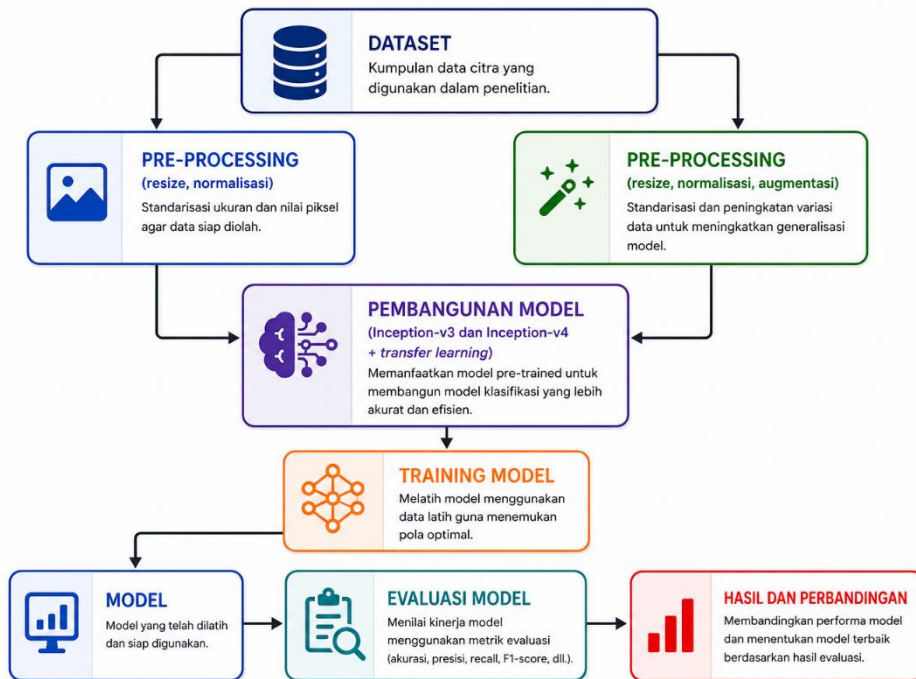 DATASET
Kumpulan data citra yang
digunakan dalam penelitian.
PRE-PROCESSING
(resize, normalisasi)
Standarisasi ukuran dan nilai piksel
agar data siap diolah.
PRE-PROCESSING
(resize, normalisasi, augmentasi)
Standarisasi dan peningkatan variasi
data untuk meningkatkan generalisasi
model.
PEMBANGUNAN MODEL
(Inception-v3 dan Inception-v4
+ transfer learning)
Memanfaatkan model pre-trained untuk
membangun model klasifikasi yang lebih
akurat dan efisien.
TRAINING MODEL
Melatih model menggunakan
data latih guna menemukan
pola optimal.
MODEL
Model yang telah dilatih
dan siap digunakan.
EVALUASI MODEL
Menilai kinerja model
menggunakan metrik evaluasi
(akurasi, presisi, recall, F1-score, dll.).
HASIL DAN PERBANDINGAN
Membandingkan performa model
dan menentukan model terbaik
berdasarkan hasil evaluasi.